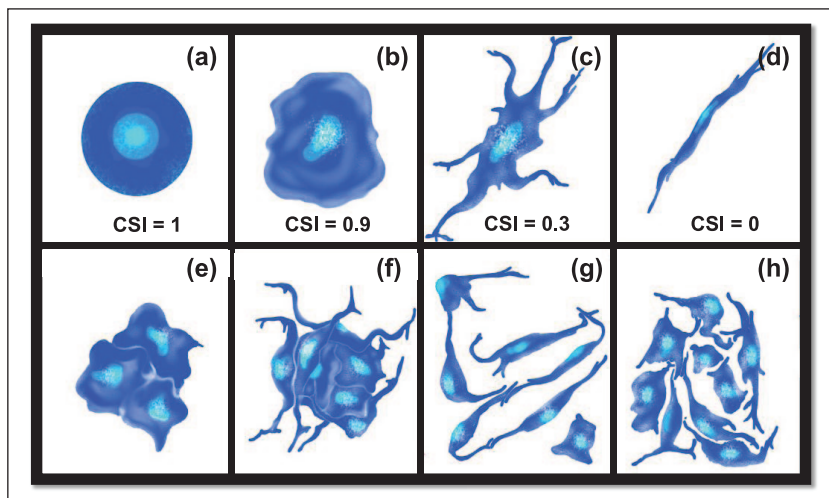 (a)
(b)
(c)
(d)
CSI = 1
CSI = 0.9
CSI = 0.3
CSI = 0
(e)
(f)
(g)
(h)